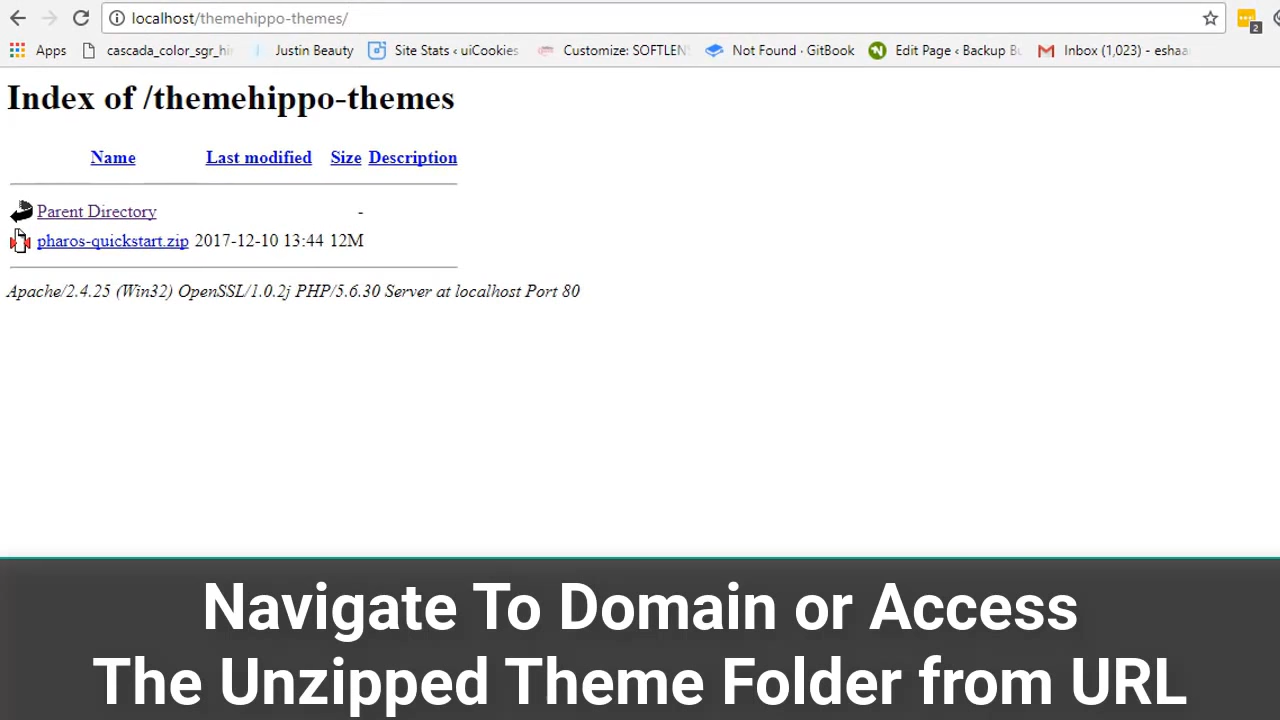 localhost/themehippo-themes/
2
Apps cascada_color_sgr_hi Justin Beauty Site Stats ‹ uiCookies Customize: SOFTLEN Not Found · GitBook Edit Page ‹ Backup B Inbox (1,023) - esha
Index of /themehippo-themes
Name Last modified Size Description
Parent Directory -
pharos-quickstart.zip 2017-12-10 13:44 12M
Apache/2.4.25 (Win32) OpenSSL/1.0.2j PHP/5.6.30 Server at localhost Port 80
Navigate To Domain or Access
The Unzipped Theme Folder from URL